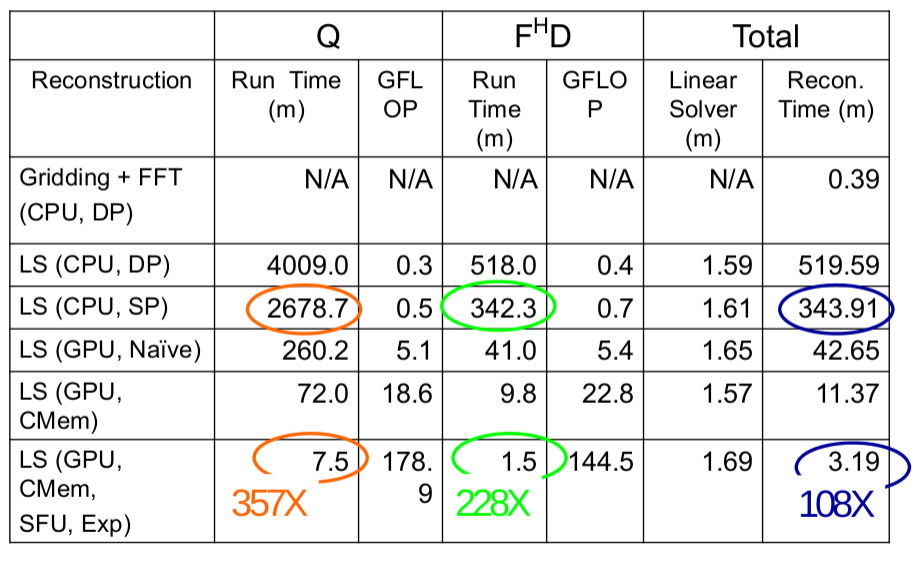 Q FᴴD Total
Reconstruction Run Time (m) GFL OP Run Time (m) GFLO P Linear Solver (m) Recon. Time (m)
Gridding + FFT (CPU, DP) N/A N/A N/A N/A N/A 0.39
LS (CPU, DP) 4009.0 0.3 518.0 0.4 1.59 519.59
LS (CPU, SP) 2678.7 0.5 342.3 0.7 1.61 343.91
LS (GPU, Naïve) 260.2 5.1 41.0 5.4 1.65 42.65
LS (GPU, CMem) 72.0 18.6 9.8 22.8 1.57 11.37
LS (GPU, CMem, SFU, Exp) 7.5 178. 9 1.5 144.5 1.69 3.19
357X 228X 108X